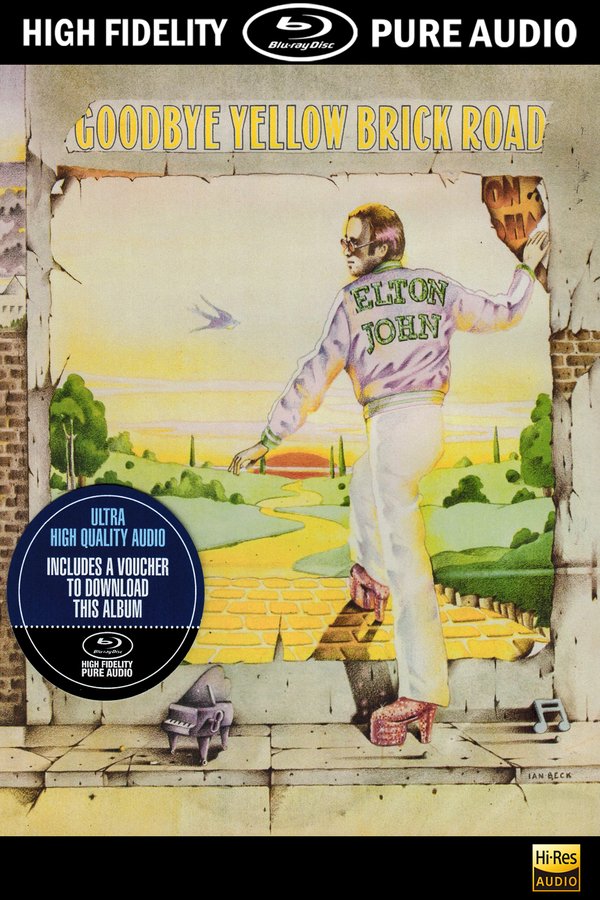 HIGH FIDELITY Blu-ray Disc PURE AUDIO
GOODBYE YELLOW BRICK ROAD
ON
ELTON
JOHN
ULTRA
HIGH QUALITY AUDIO
INCLUDES A VOUCHER
TO DOWNLOAD
THIS ALBUM
Blu-ray Disc
HIGH FIDELITY
PURE AUDIO
IAN BECK
Hi-Res
AUDIO